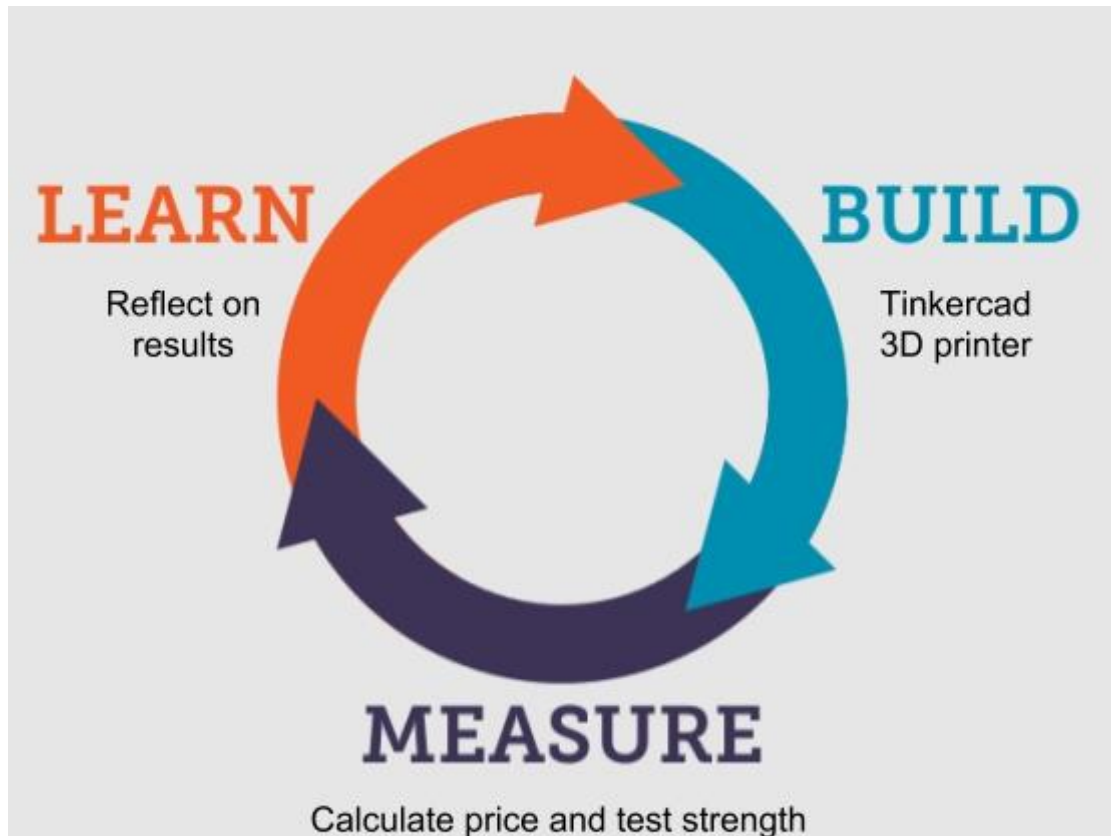 LEARN
Reflect on
results
BUILD
Tinkercad
3D printer
MEASURE
Calculate price and test strength